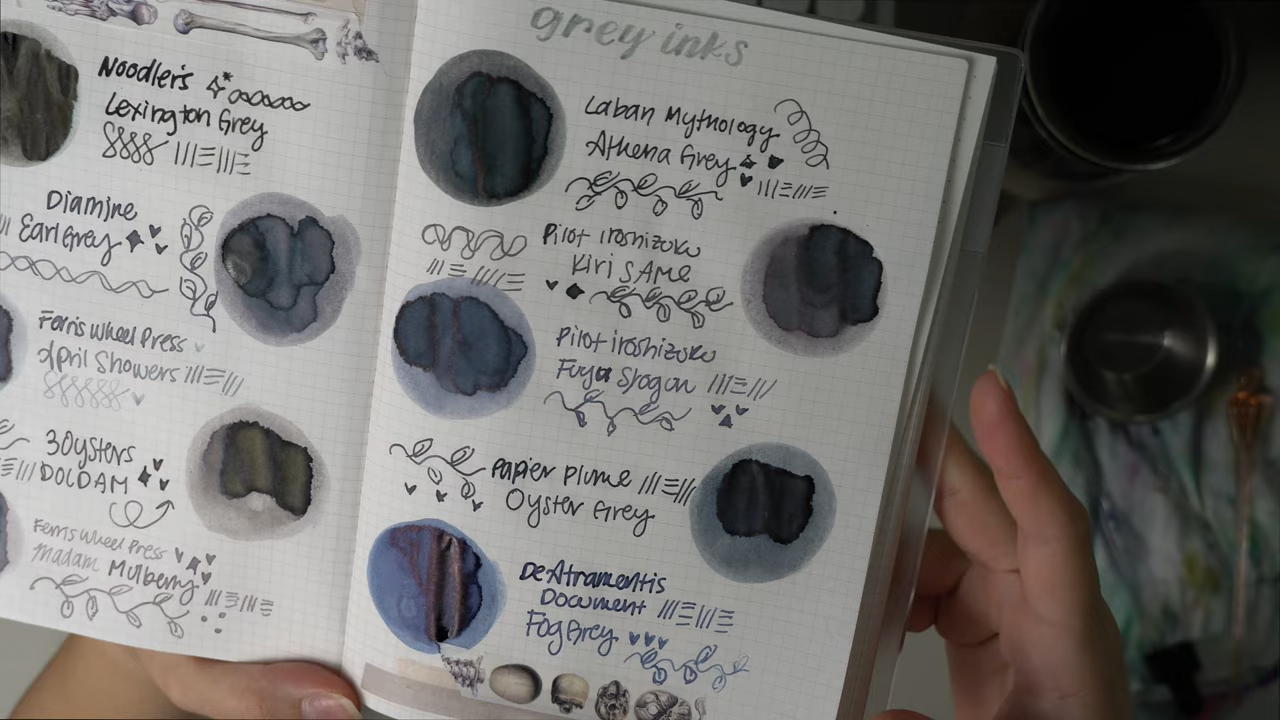 Noodler's
Lexington Grey
Diamine
Earl Grey
Ferris Wheel Press
April Showers
3 Oysters
DOLDAM
Ferris Wheel Press
Madam Mulberry
grey inks
Laban Mythology
Athena Grey
Pilot iroshizuku
Kiri SAMe
Pilot iroshizuku
Fuyu Syogun
Papier Plume
Oyster Grey
De Atramentis
Document
Fog Grey